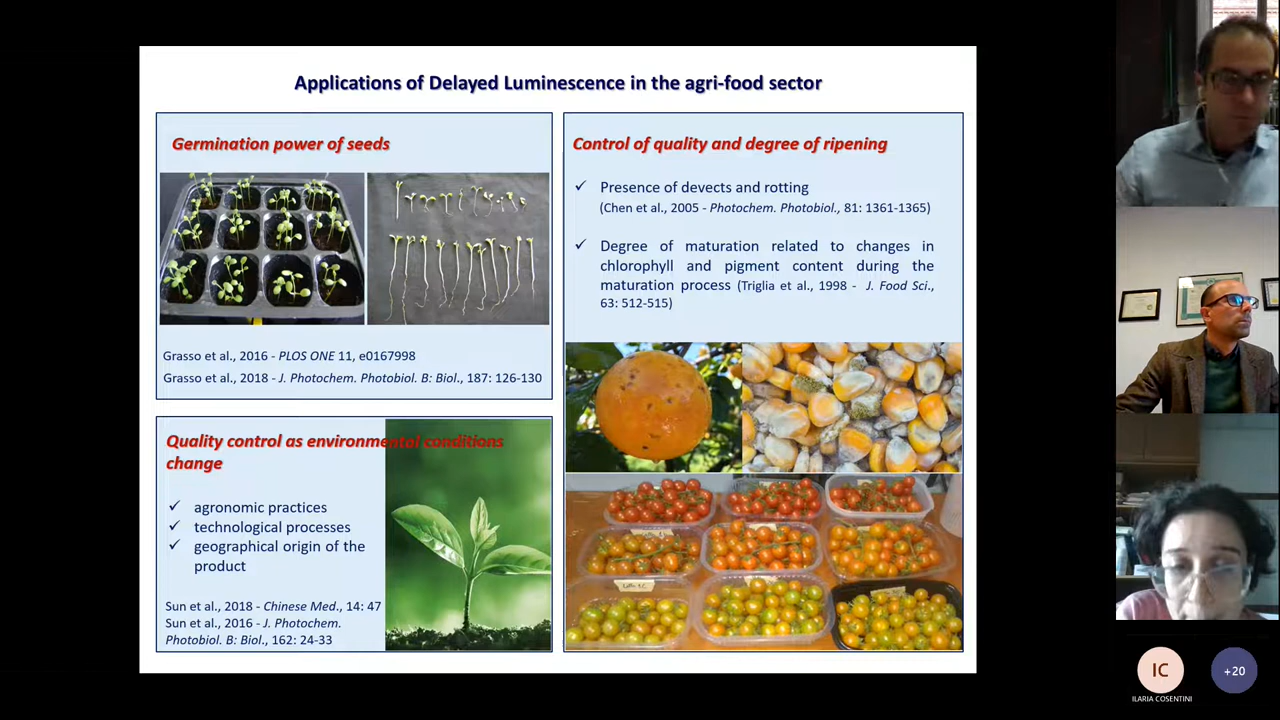 Applications of Delayed Luminescence in the agri-food sector
Germination power of seeds
Grasso et al., 2016 - PLOS ONE 11, e0167998
Grasso et al., 2018 - J. Photochem. Photobiol. B: Biol., 187: 126-130
Quality control as environmental conditions
change
✓ agronomic practices
✓ technological processes
✓ geographical origin of the
product
Sun et al., 2018 - Chinese Med., 14: 47
Sun et al., 2016 - J. Photochem.
Photobiol. B: Biol., 162: 24-33
Control of quality and degree of ripening
✓ Presence of devects and rotting
(Chen et al., 2005 - Photochem. Photobiol., 81: 1361-1365)
✓ Degree of maturation related to changes in
chlorophyll and pigment content during the
maturation process (Triglia et al., 1998 - J. Food Sci.,
63: 512-515)
IC
ILARIA COSENTINI
+20